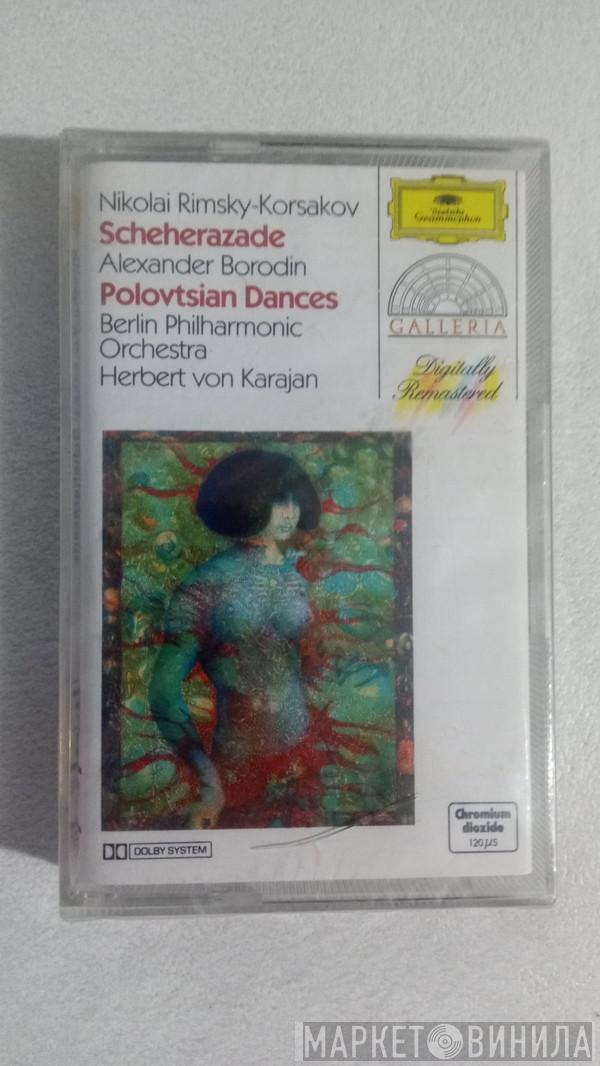 Nikolai Rimsky-Korsakov
Scheherazade
Alexander Borodin
Polovtsian Dances
Berlin Philharmonic
Orchestra
Herbert von Karajan
Deutsche
Grammophon
GALLERIA
Digitally
Remastered
DOLBY SYSTEM
Chromium
dioxide
120 µS
МАРКЕТ ВИНИЛА